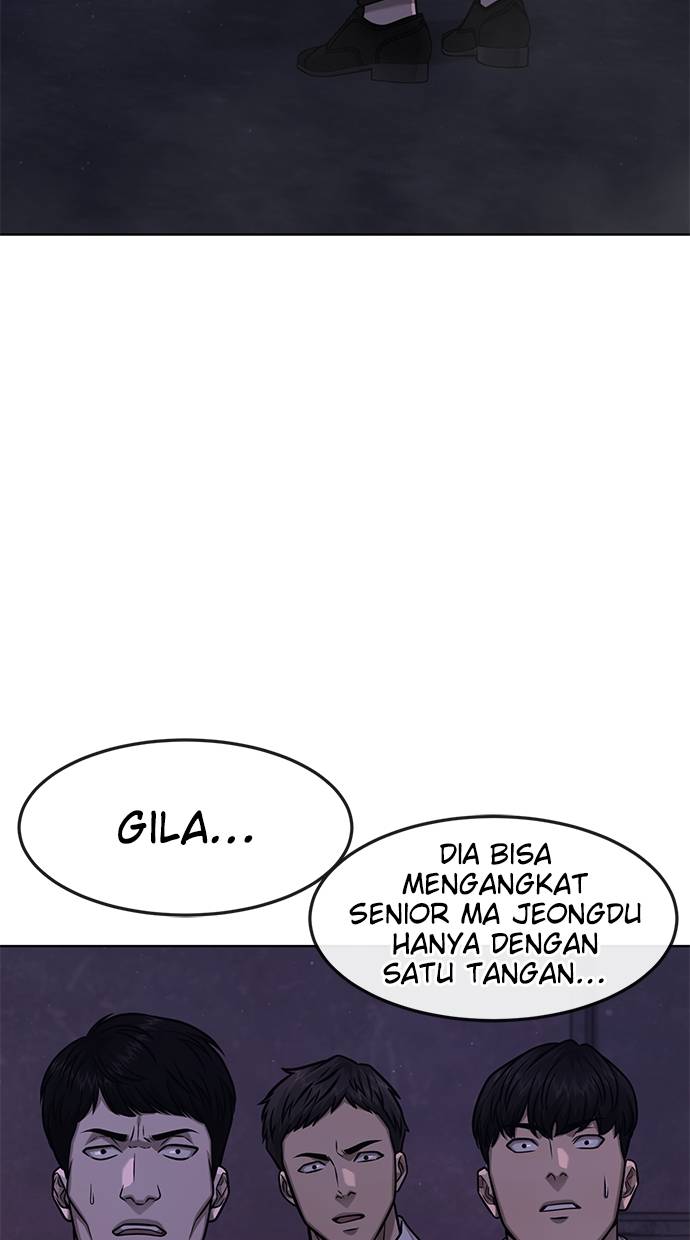 GILA...
DIA BISA
MENGANGKAT
SENIOR MA JEONGDU
HANYA DENGAN
SATU TANGAN...